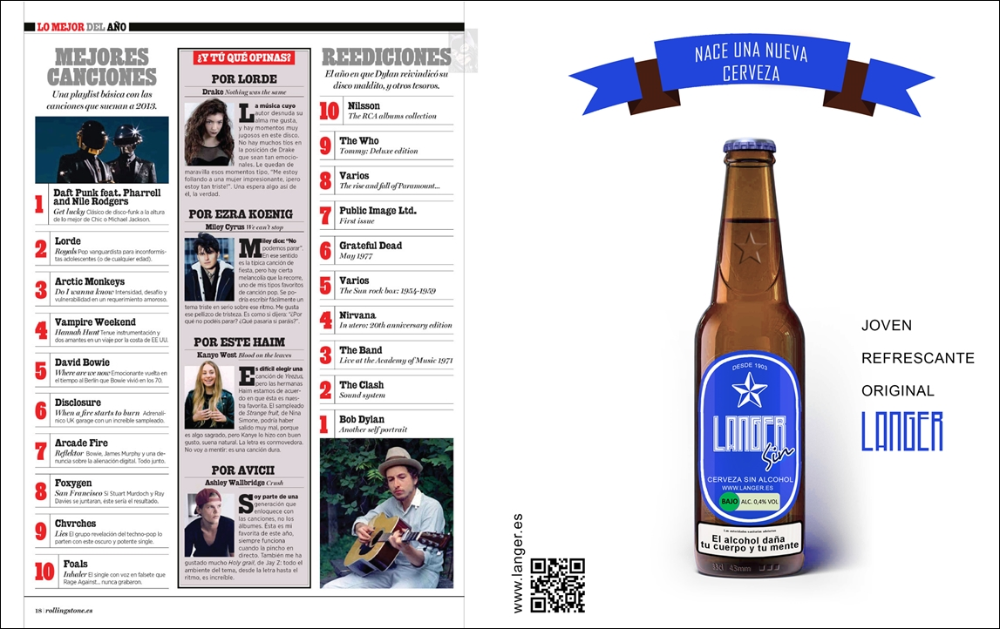 LO MEJOR DEL AÑO
MEJORES
CANCIONES
Una playlist básica con las
canciones que suenan a 2013.
1
Daft Punk feat. Pharrell
and Nile Rodgers
Get lucky Clásico de disco-funk a la altura
de lo mejor de Chic o Michael Jackson.
2
Lorde
Royals Pop vanguardista para inconformis-
tas adolescentes (o de cualquier edad).
3
Arctic Monkeys
Do I wanna know Intensidad, desafío y
vulnerabilidad en un requerimiento amoroso.
4
Vampire Weekend
Hannah Hunt Tenue instrumentación y
dos amantes en un viaje por la costa de EE UU.
5
David Bowie
Where are we now Emocionante vuelta en
el tiempo al Berlín que Bowie vivió en los 70.
6
Disclosure
When a fire starts to burn Adrenalí-
nico UK garage con un increíble sampleado.
7
Arcade Fire
Reflektor Bowie, James Murphy y una de-
nuncia sobre la alienación digital. Todo junto.
8
Foxygen
San Francisco Si Stuart Murdoch y Ray
Davies se juntaran, éste sería el resultado.
9
Chvrches
Lies El grupo revelación del techno-pop lo
parten con este oscuro y potente single.
10
Foals
Inhaler El single con voz en falsete que
Rage Against... nunca grabaron.
18 | rollingstone.es
¿Y TÚ QUÉ OPINAS?
POR LORDE
Drake Nothing was the same
La música cuyo
autor desnuda su
alma me gusta,
y hay momentos muy
jugosos en este disco.
No hay muchos tíos en
la posición de Drake
que sean tan emocio-
nales. Le quedan de
maravilla esos momentos tipo, "Me estoy
follando a una mujer impresionante, ¡pero
estoy tan triste!". Una espera algo así de
él, la verdad.
POR EZRA KOENIG
Miley Cyrus We can't stop
Miley dice: "No
podemos parar".
En ese sentido
es la típica canción de
fiesta, pero hay cierta
melancolía que la recorre,
uno de mis tipos favoritos
de canción pop. Se po-
dría escribir fácilmente un
tema triste en serio sobre ese ritmo. Me gusta
ese pellizco de tristeza. Es como si dijera: "¿Por
qué no podéis parar? ¿Qué pasaría si paráis?".
POR ESTE HAIM
Kanye West Blood on the leaves
Es difícil elegir una
canción de Yeezus,
pero las hermanas
Haim estamos de acuer-
do en que ésta es nues-
tra favorita. El sampleado
de Strange fruit, de Nina
Simone, podría haber
salido muy mal, porque
es algo sagrado, pero Kanye lo hizo con buen
gusto, suena natural. La letra es conmovedora.
No voy a mentir: es una canción dura.
POR AVICII
Ashley Wallbridge Crush
Soy parte de una
generación que
enloquece con
las canciones, no los
álbumes. Ésta es mi
favorita de este año,
siempre funciona
cuando la pincho en
directo. También me ha
gustado mucho Holy grail, de Jay Z: todo el
ambiente del tema, desde la letra hasta el
ritmo, es increíble.
REEDICIONES
El año en que Dylan reivindicó su
disco maldito, y otros tesoros.
10
Nilsson
The RCA albums collection
9
The Who
Tommy: Deluxe edition
8
Varios
The rise and fall of Paramount...
7
Public Image Ltd.
First issue
6
Grateful Dead
May 1977
5
Varios
The Sun rock box: 1954-1959
4
Nirvana
In utero: 20th anniversary edition
3
The Band
Live at the Academy of Music 1971
2
The Clash
Sound system
1
Bob Dylan
Another self portrait
NACE UNA NUEVA
CERVEZA
DESDE 1903
LANGER
Sin
CERVEZA SIN ALCOHOL
WWW.LANGER.ES
BAJO ALC. 0,4% VOL
Las autoridades sanitarias advierten
El alcohol daña
tu cuerpo y tu mente
33cl 43mm
JOVEN
REFRESCANTE
ORIGINAL
LANGER
www.langer.es